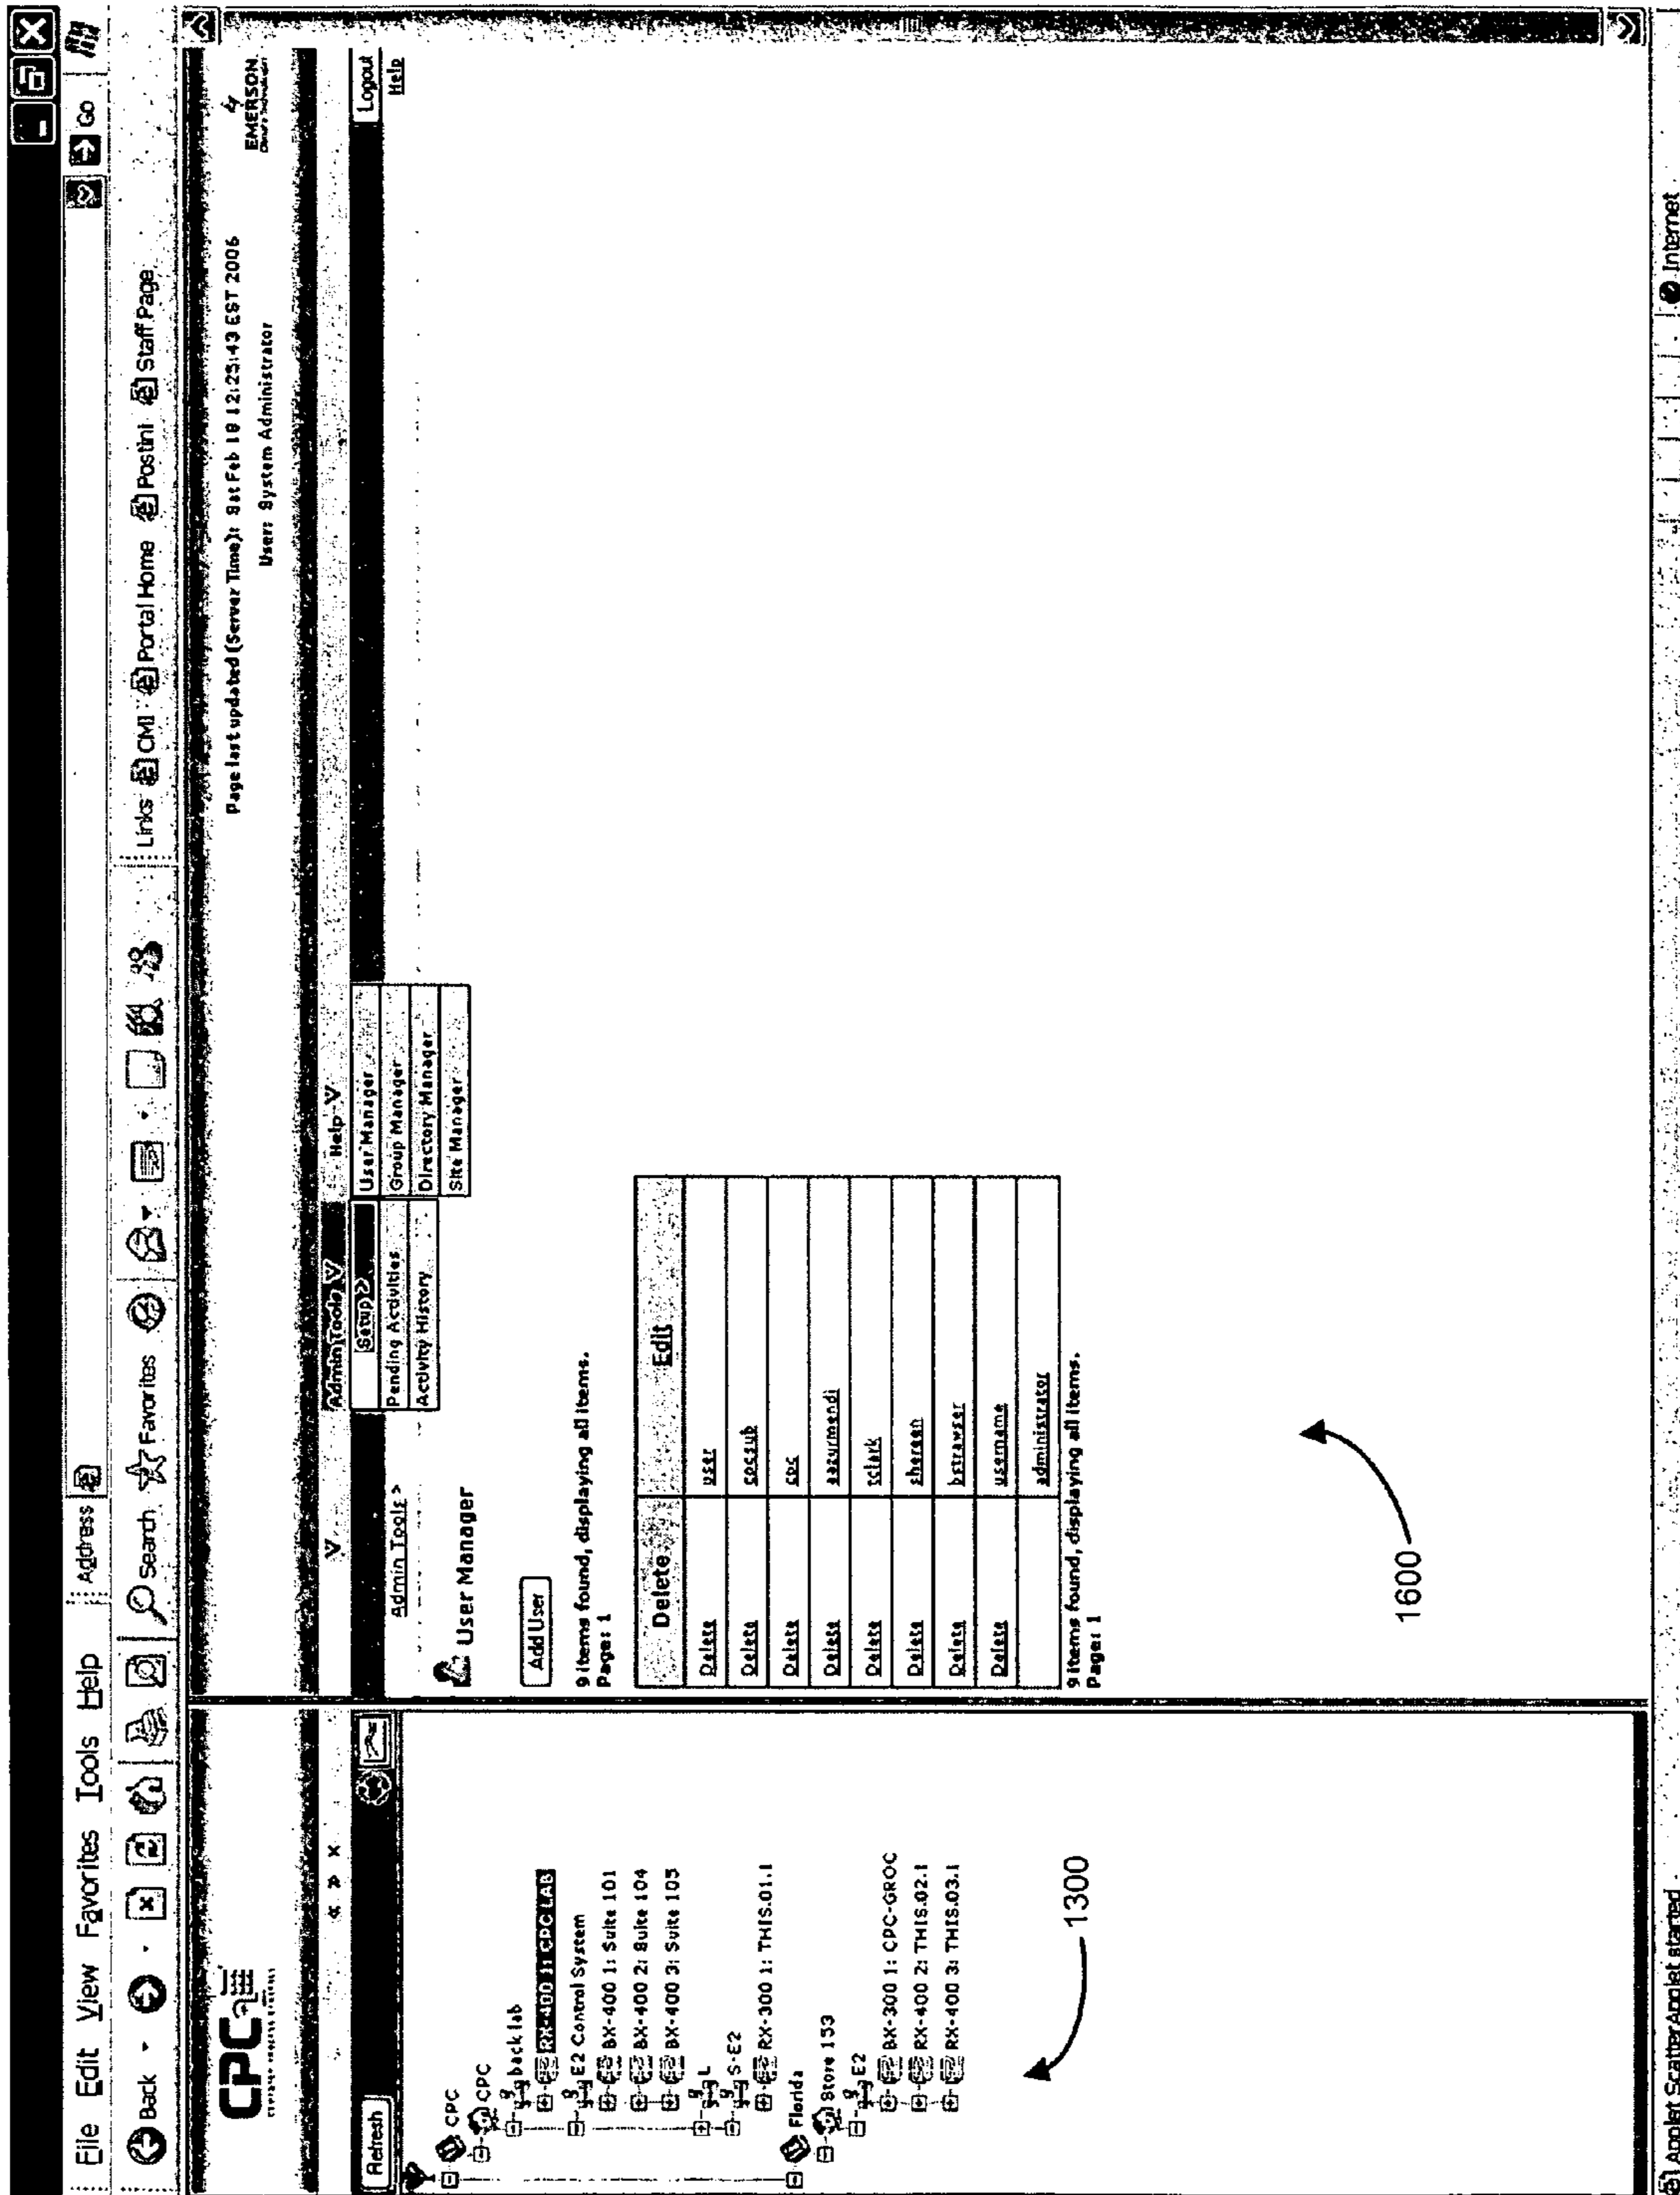 File Edit View Favorites Tools Help Address Go
Back Search Favorites Links CMI Portal Home Postini Staff Page
CPC
EMERSON
Page last updated (Server Time): Sat Feb 18 12:25:43 EST 2006
User: System Administrator
Admin Tools Help
Refresh
Setup > User Manager Logout
Admin Tools > Pending Activities Group Manager Help
Activity History Directory Manager
User Manager Site Manager
CPC
CPC
back lab
RX-400 1: CPC LAB
E2 Control System
BX-400 1: Suite 101
BX-400 2: Suite 104
BX-400 3: Suite 105
L
S-E2
RX-300 1: THIS.01.1
Florida
Store 153
E2
BX-300 1: CPC-GROC
RX-400 2: THIS.02.1
RX-400 3: THIS.03.1
1300
Add User
9 items found, displaying all items.
Page: 1
Delete Edit
Delete user
Delete cpcsub
Delete cpc
Delete aazurmendi
Delete tclark
Delete shereen
Delete bstrawser
Delete username
administrator
9 items found, displaying all items.
Page: 1
1600
Applet ScatterApplet started
Internet